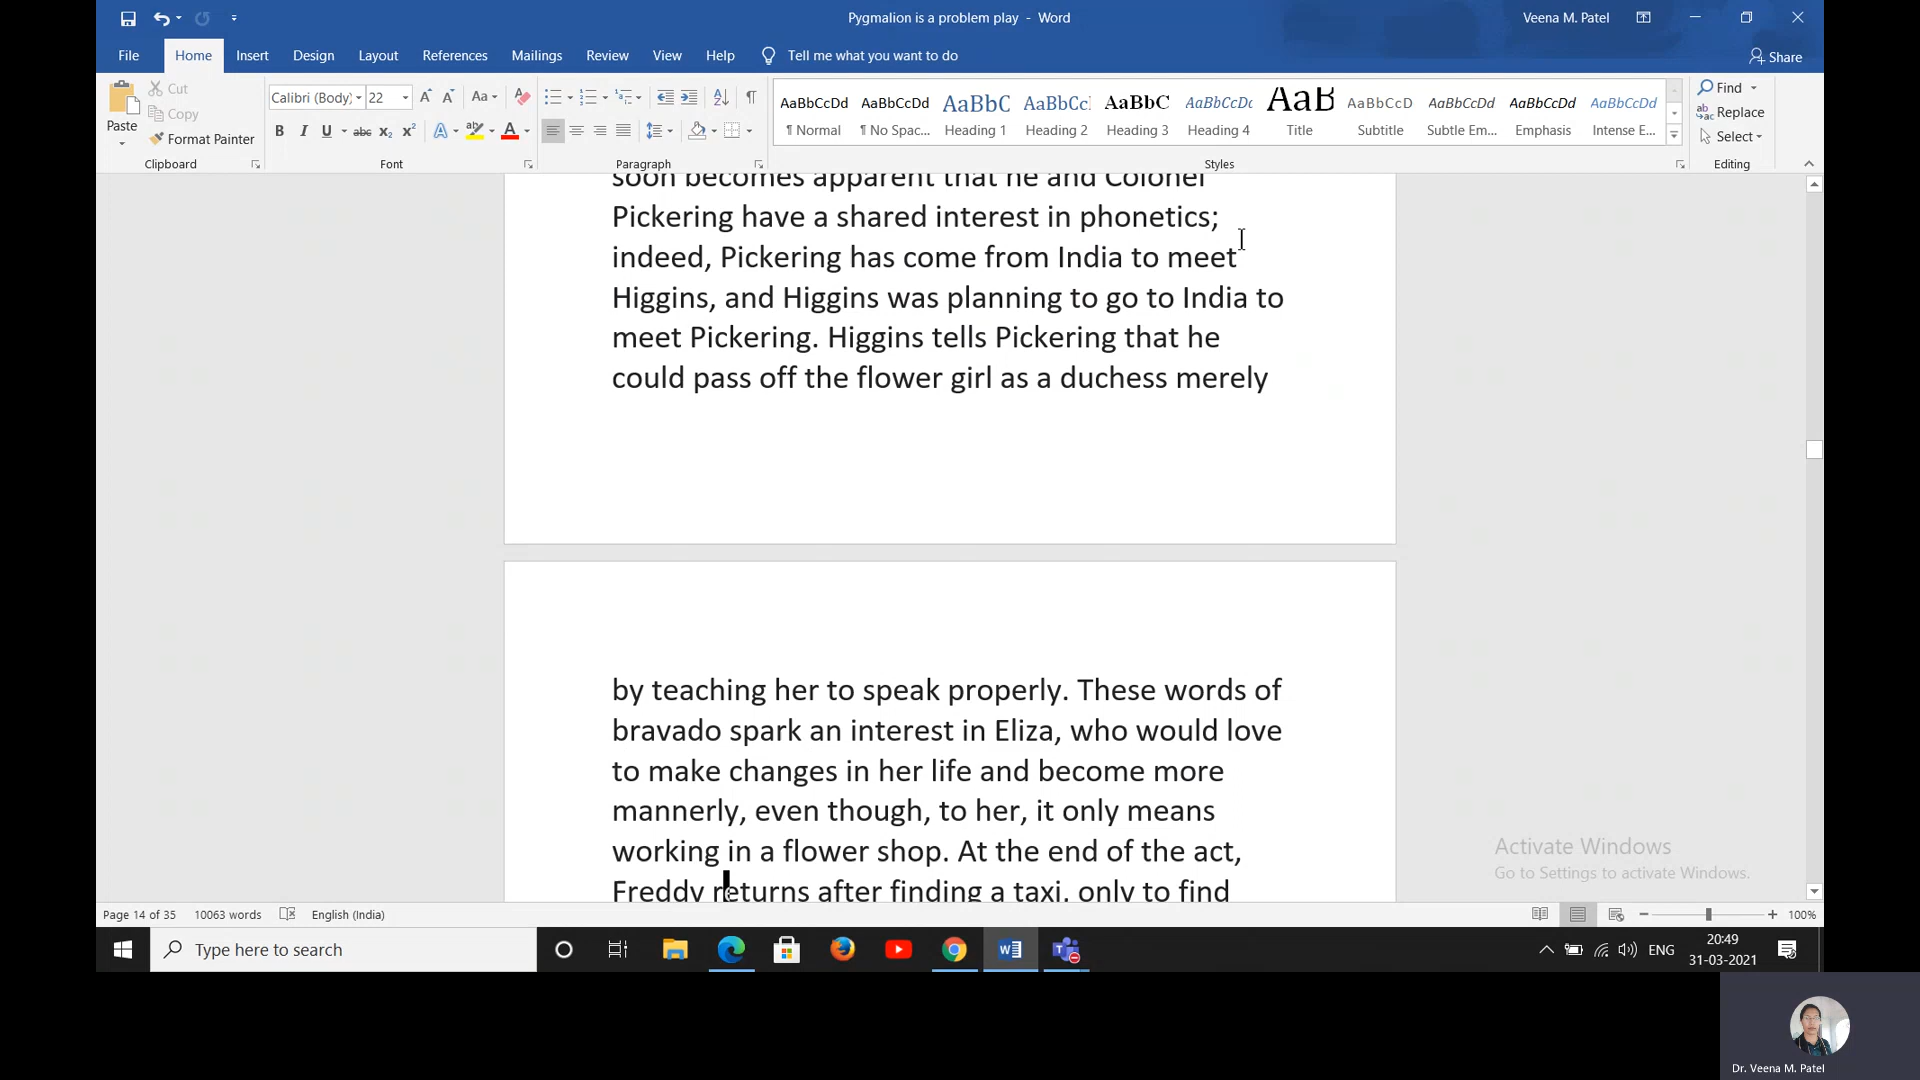 Pygmalion is a problem play - Word
Veena M. Patel
File Home Insert Design Layout References Mailings Review View Help Tell me what you want to do
Share
Paste
Cut
Copy
Format Painter
Clipboard
Calibri (Body) 22
Font
Paragraph
AaBbCcDd AaBbCcDd AaBbC AaBbCc AaBbC AaBbCcDc AaB AaBbCcD AaBbCcDd AaBbCcDd AaBbCcDd
¶ Normal ¶ No Spac... Heading 1 Heading 2 Heading 3 Heading 4 Title Subtitle Subtle Em... Emphasis Intense E...
Styles
Find
Replace
Select
Editing
soon becomes apparent that he and Colonel
Pickering have a shared interest in phonetics;
indeed, Pickering has come from India to meet
Higgins, and Higgins was planning to go to India to
meet Pickering. Higgins tells Pickering that he
could pass off the flower girl as a duchess merely
by teaching her to speak properly. These words of
bravado spark an interest in Eliza, who would love
to make changes in her life and become more
mannerly, even though, to her, it only means
working in a flower shop. At the end of the act,
Freddy returns after finding a taxi, only to find
Activate Windows
Go to Settings to activate Windows.
Page 14 of 35 10063 words English (India)
100%
Type here to search
ENG
20:49
31-03-2021
Dr. Veena M. Patel